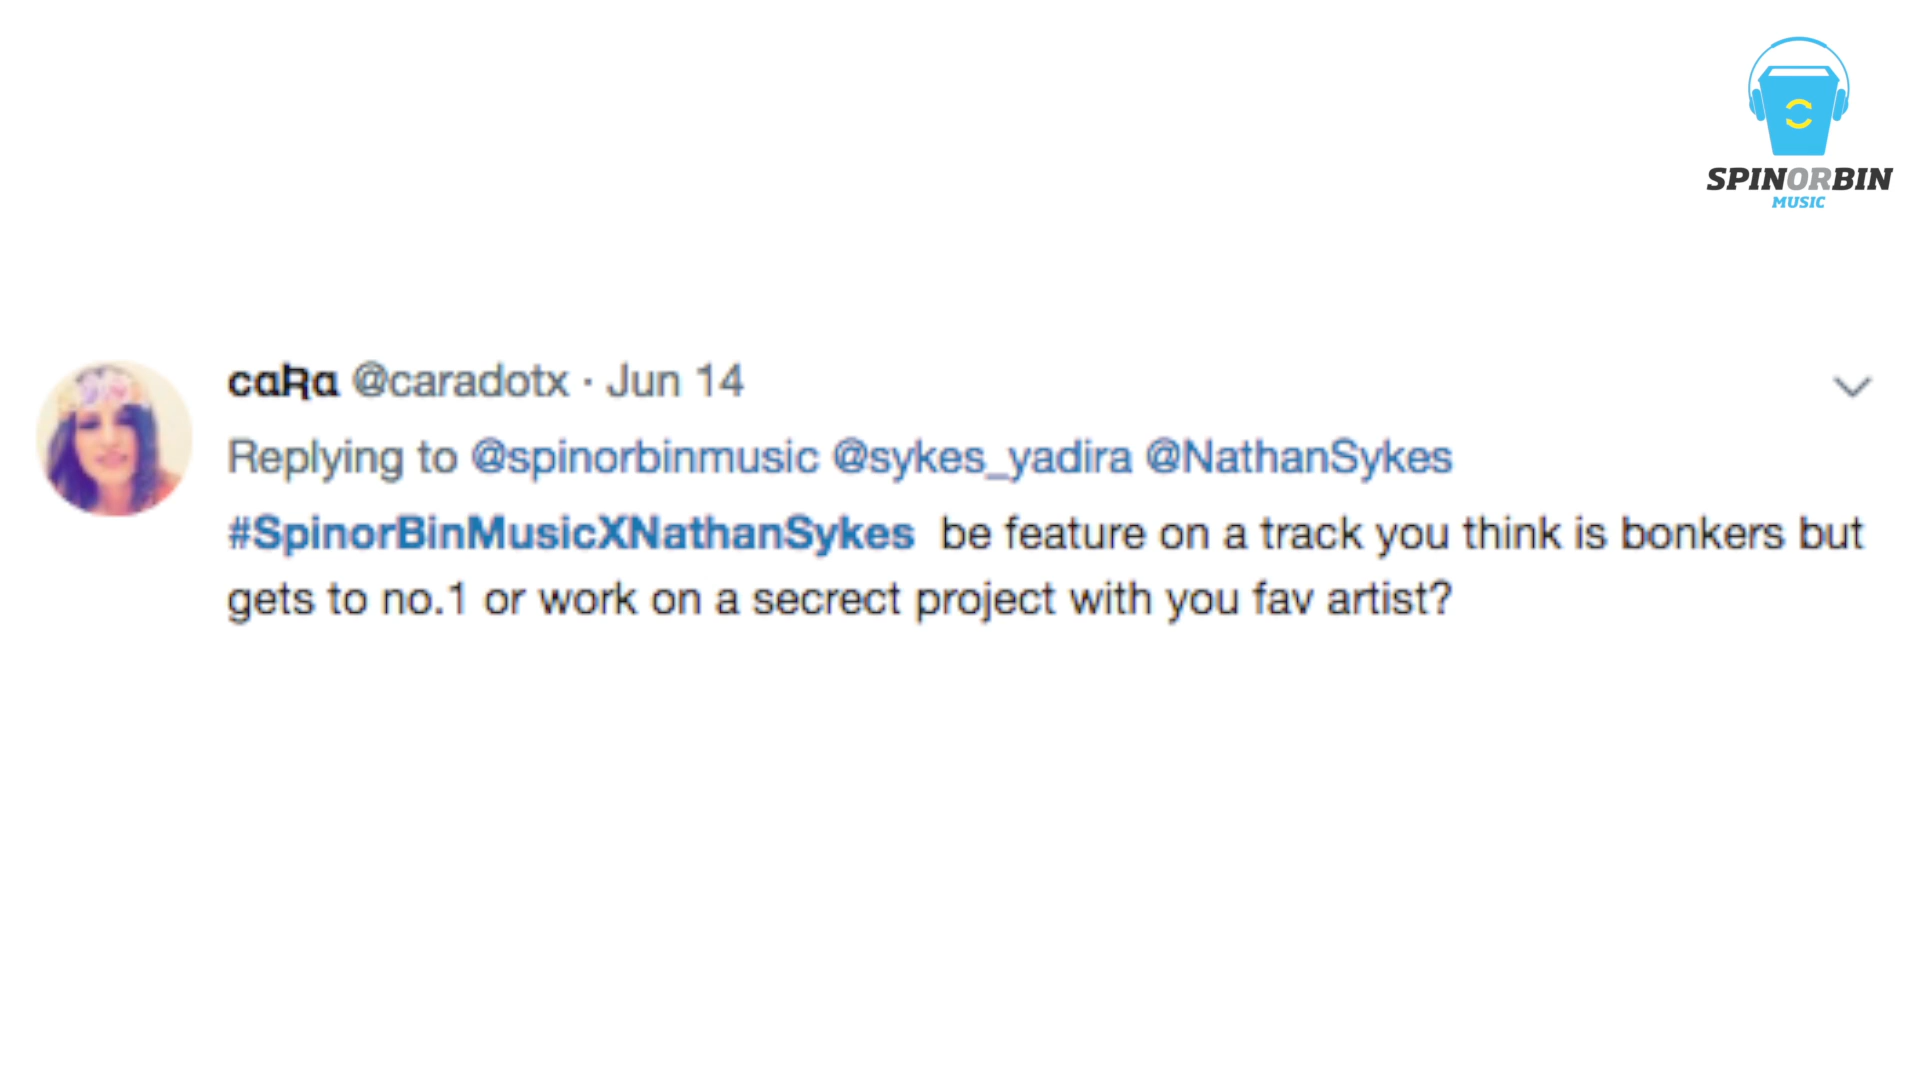 SPINORBIN
MUSIC
caRa @caradotx · Jun 14
Replying to @spinorbinmusic @sykes_yadira @NathanSykes
#SpinorBinMusicXNathanSykes be feature on a track you think is bonkers but
gets to no.1 or work on a secrect project with you fav artist?